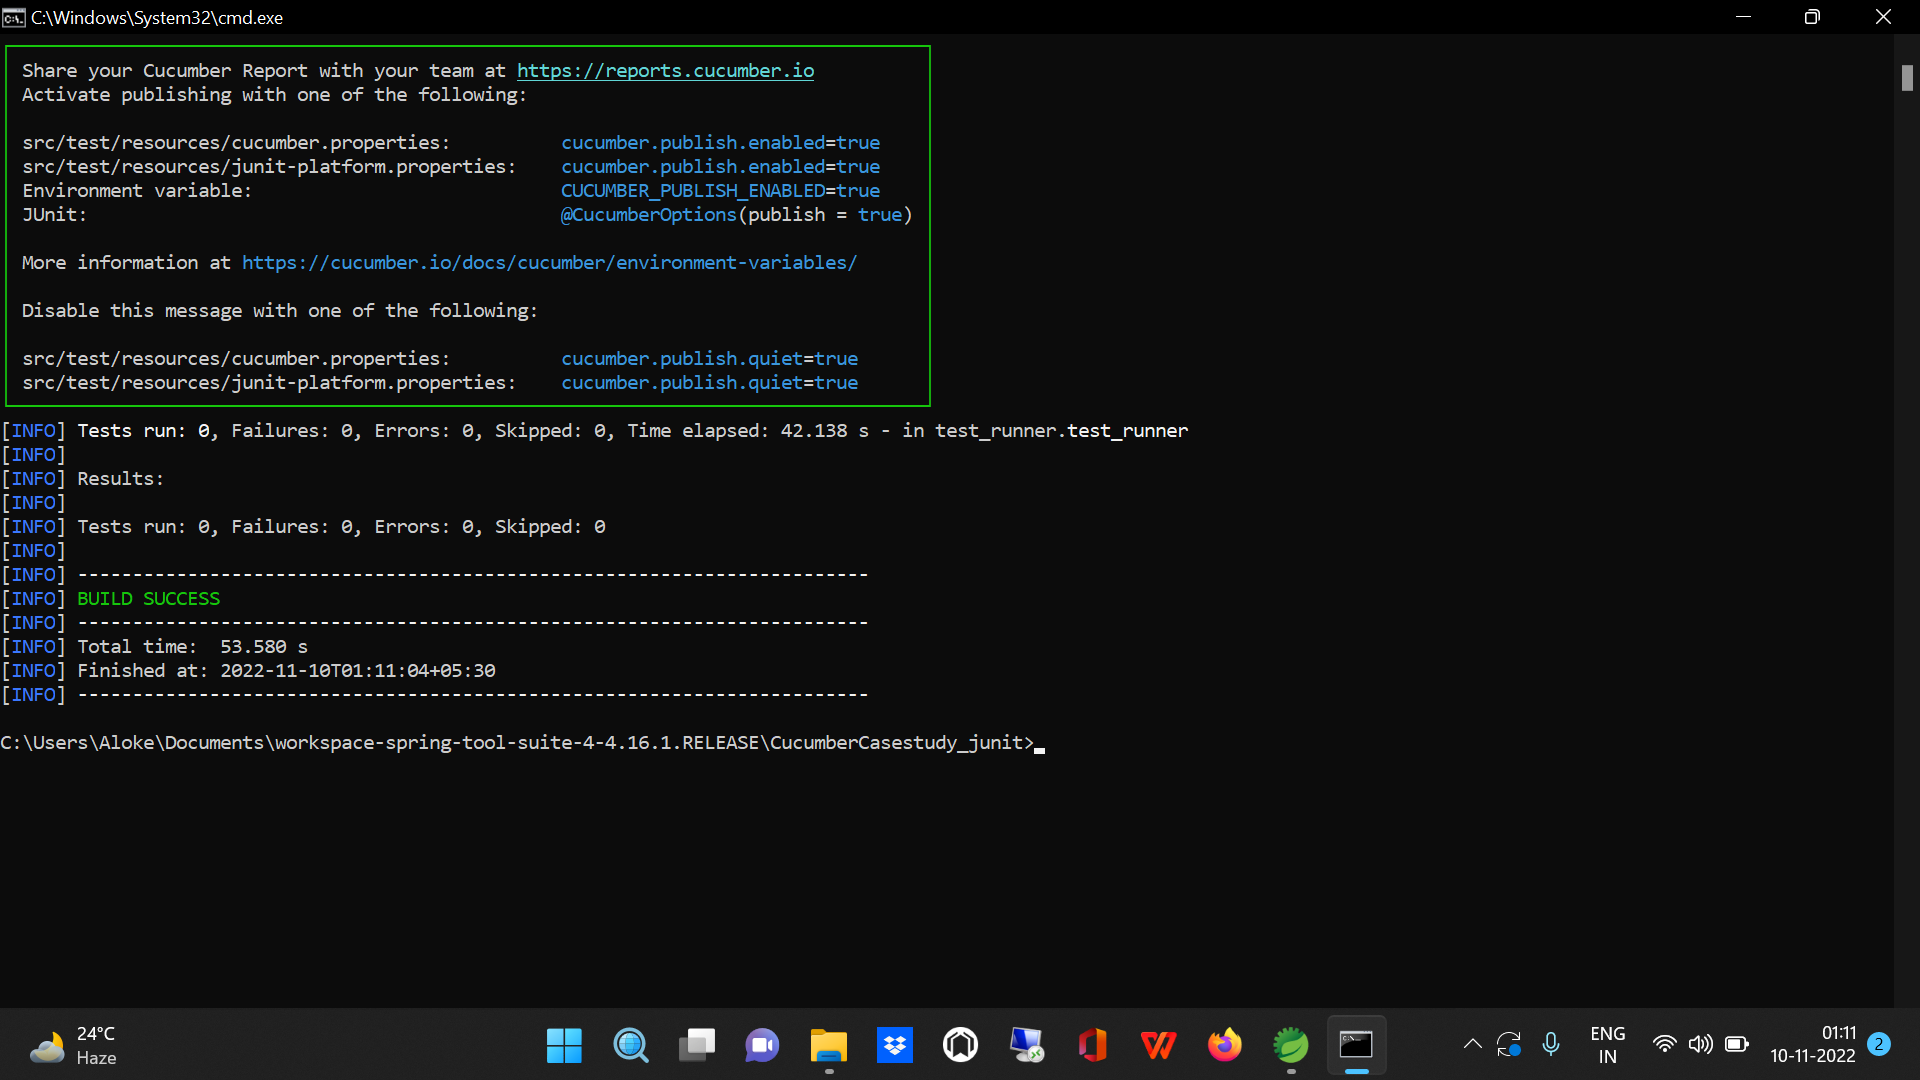 C:\Windows\System32\cmd.exe
Share your Cucumber Report with your team at https://reports.cucumber.io
Activate publishing with one of the following:
src/test/resources/cucumber.properties: cucumber.publish.enabled=true
src/test/resources/junit-platform.properties: cucumber.publish.enabled=true
Environment variable: CUCUMBER_PUBLISH_ENABLED=true
JUnit: @CucumberOptions(publish = true)
More information at https://cucumber.io/docs/cucumber/environment-variables/
Disable this message with one of the following:
src/test/resources/cucumber.properties: cucumber.publish.quiet=true
src/test/resources/junit-platform.properties: cucumber.publish.quiet=true
[INFO] Tests run: 0, Failures: 0, Errors: 0, Skipped: 0, Time elapsed: 42.138 s - in test_runner.test_runner
[INFO]
[INFO] Results:
[INFO]
[INFO] Tests run: 0, Failures: 0, Errors: 0, Skipped: 0
[INFO]
[INFO] ------------------------------------------------------------------------
[INFO] BUILD SUCCESS
[INFO] ------------------------------------------------------------------------
[INFO] Total time:  53.580 s
[INFO] Finished at: 2022-11-10T01:11:04+05:30
[INFO] ------------------------------------------------------------------------
C:\Users\Aloke\Documents\workspace-spring-tool-suite-4-4.16.1.RELEASE\CucumberCasestudy_junit>
24°C
Haze
ENG
IN
01:11
10-11-2022
2